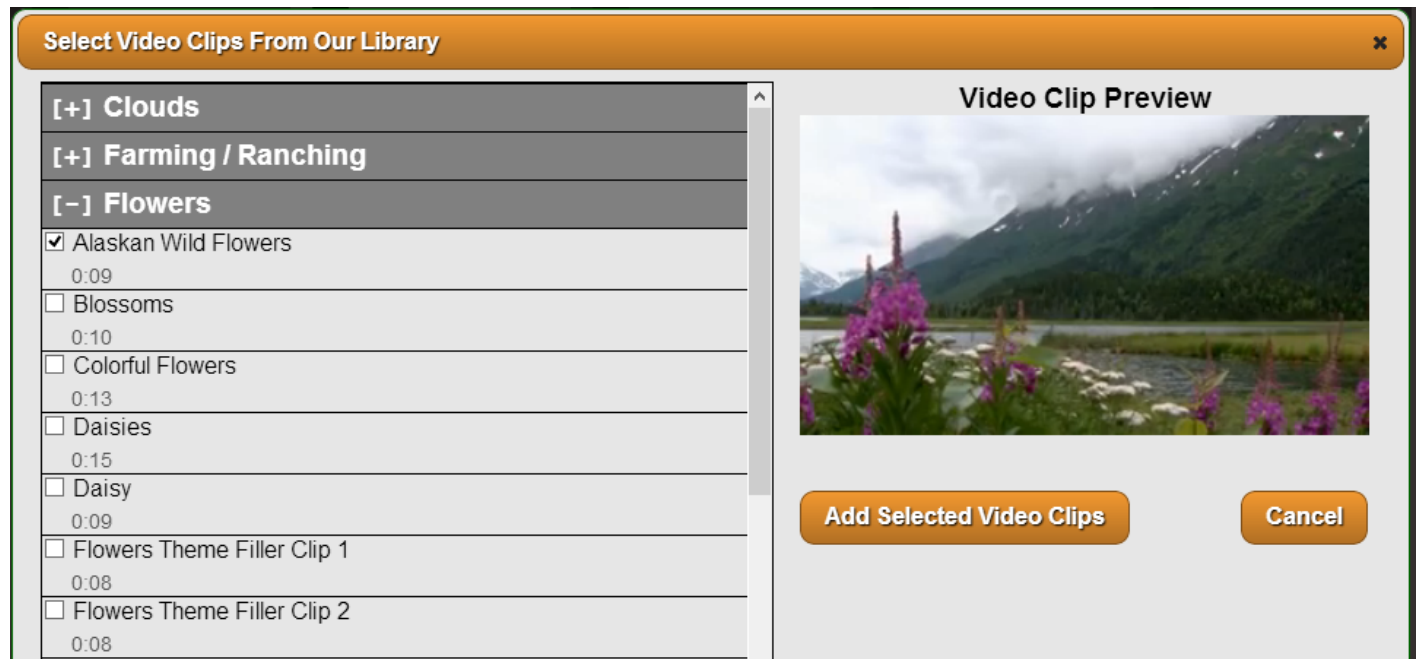 Select Video Clips From Our Library
[+] Clouds
[+] Farming / Ranching
[-] Flowers
Alaskan Wild Flowers
0:09
Blossoms
0:10
Colorful Flowers
0:13
Daisies
0:15
Daisy
0:09
Flowers Theme Filler Clip 1
0:08
Flowers Theme Filler Clip 2
0:08
Video Clip Preview
Add Selected Video Clips
Cancel